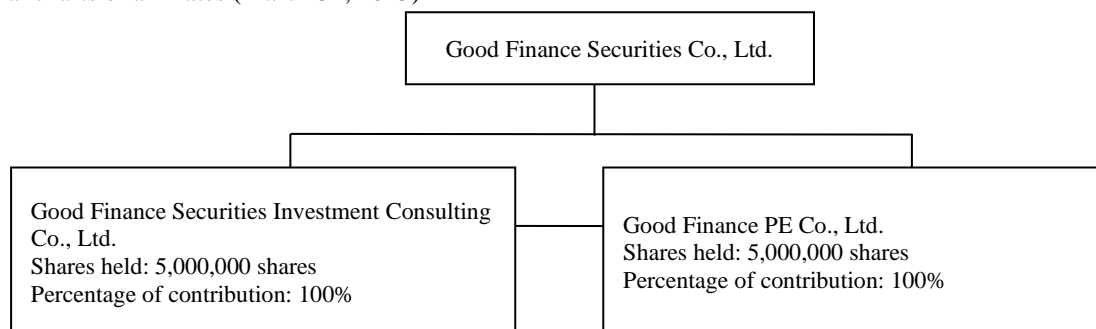 Good Finance Securities Co., Ltd.
Good Finance Securities Investment Consulting
Co., Ltd.
Shares held: 5,000,000 shares
Percentage of contribution: 100%
Good Finance PE Co., Ltd.
Shares held: 5,000,000 shares
Percentage of contribution: 100%